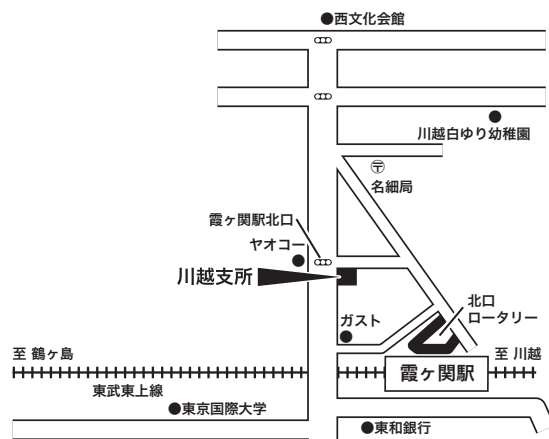 西文化会館
川越白ゆり幼稚園
〒
名細局
霞ヶ関駅北口
ヤオコー
川越支所
北口
ロータリー
ガスト
至 鶴ヶ島
至 川越
霞ヶ関駅
東武東上線
東京国際大学
東和銀行